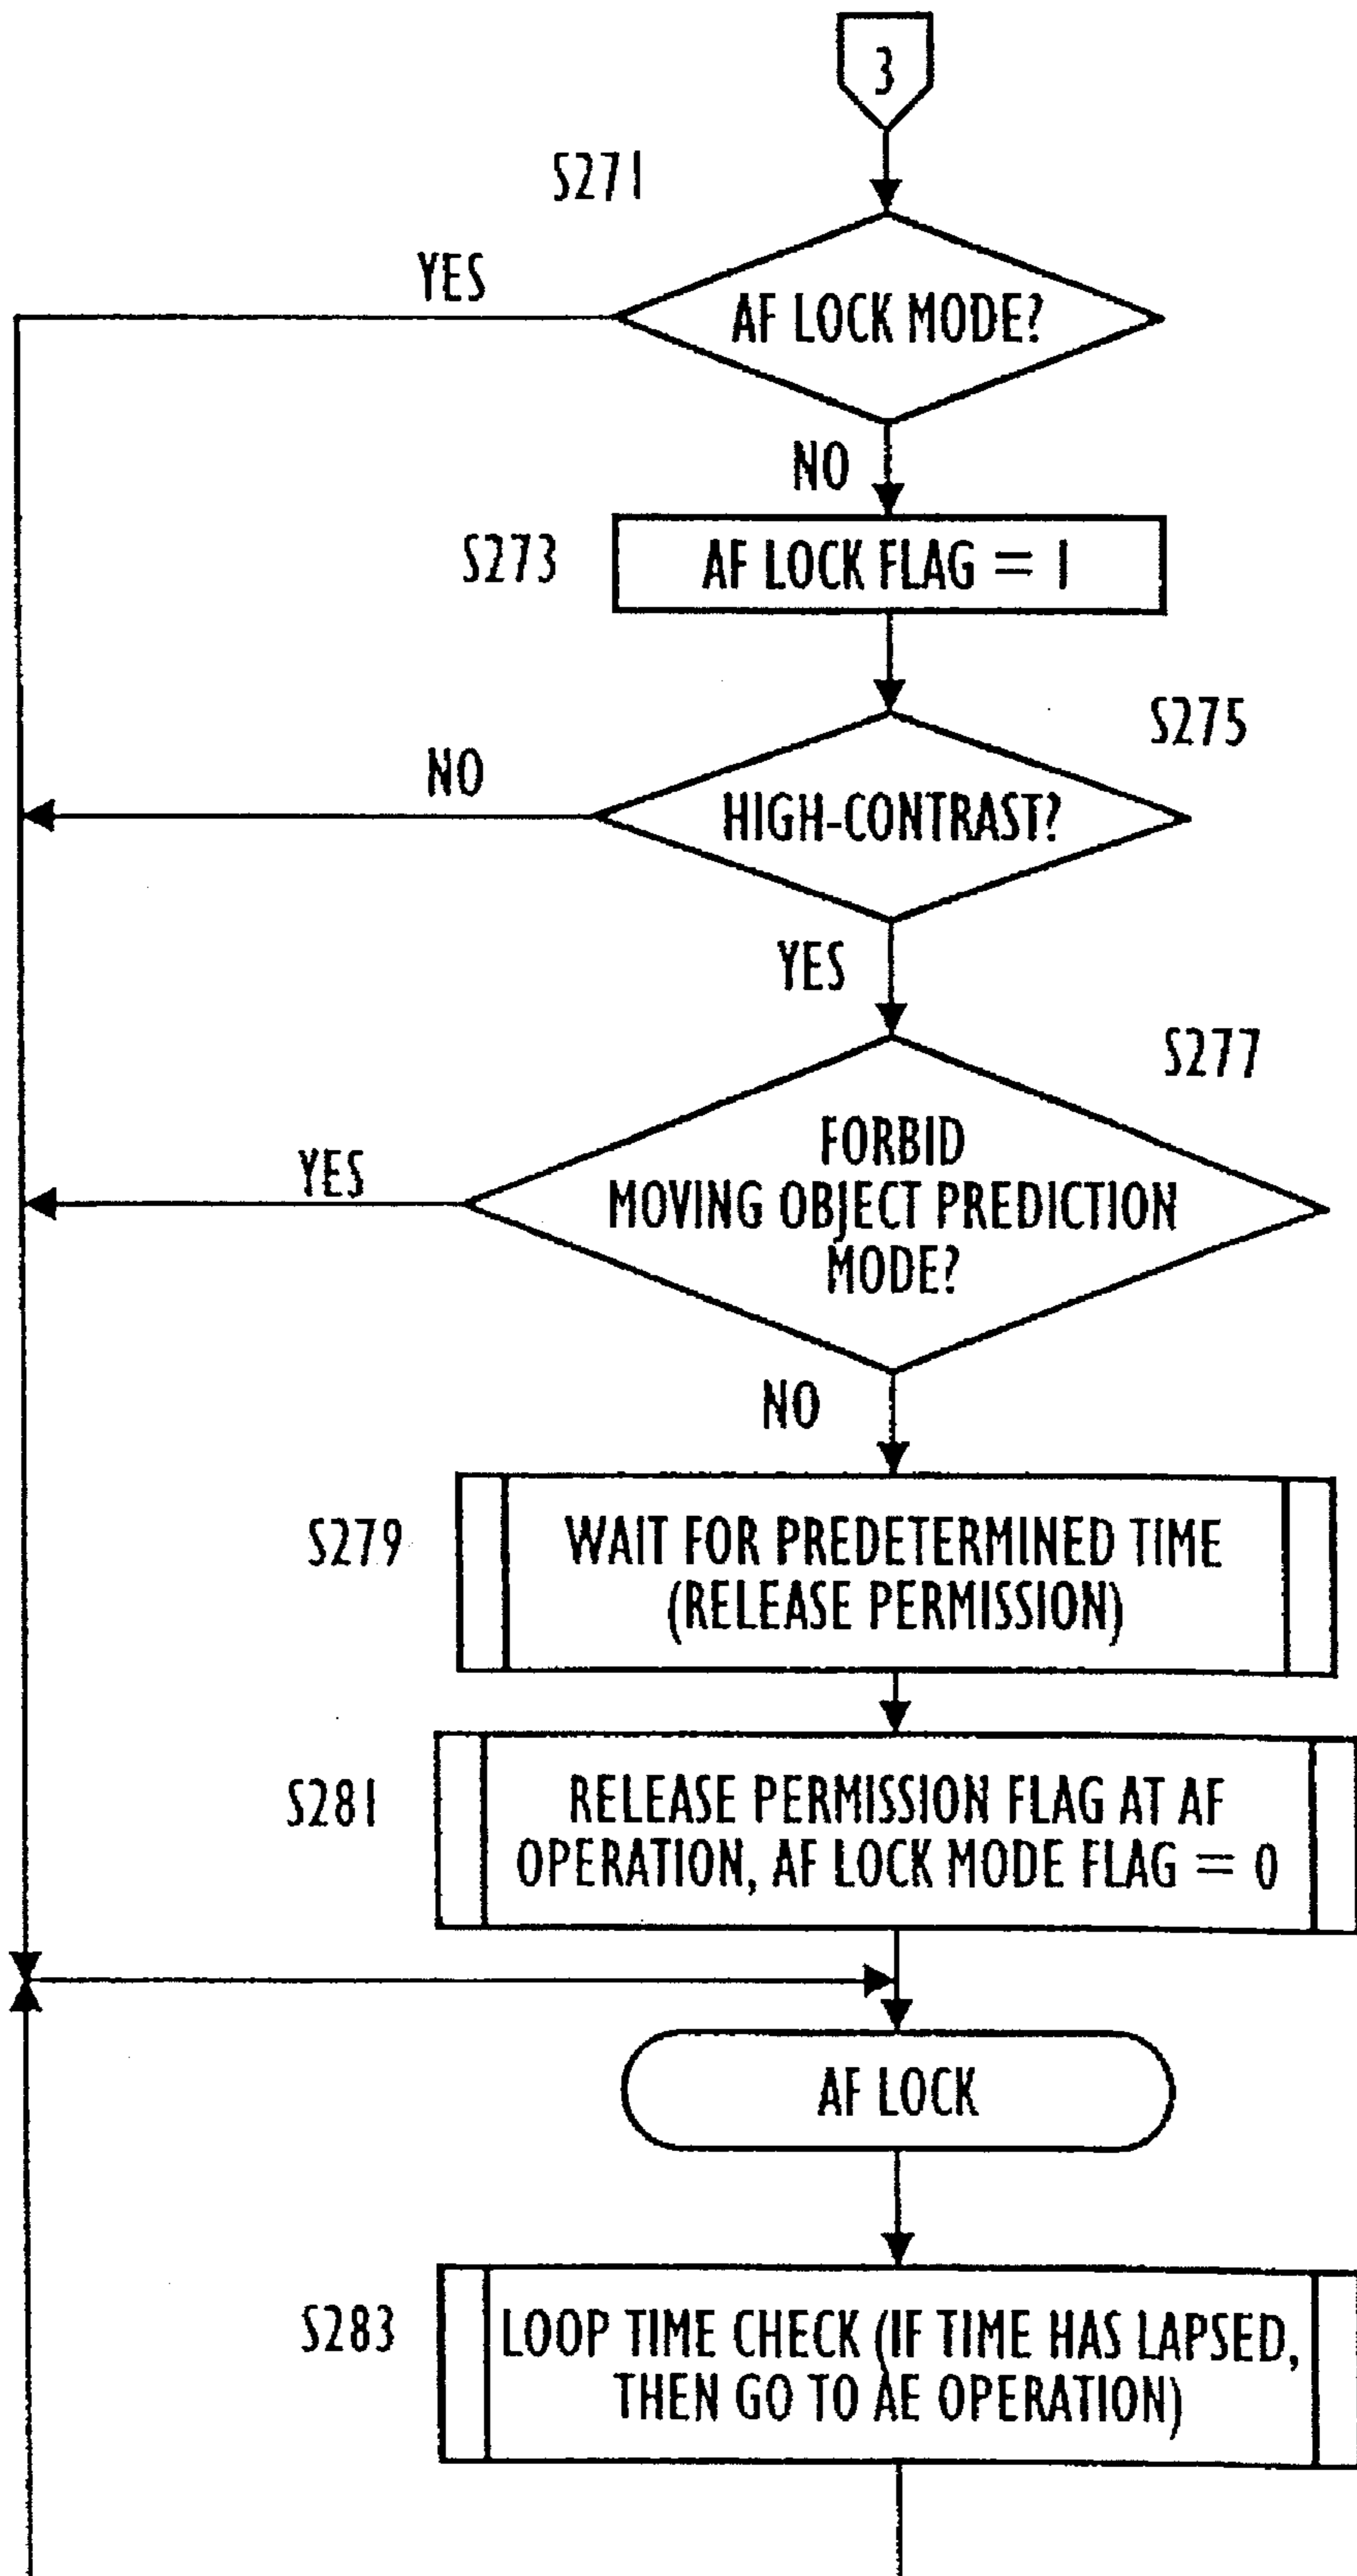 3
S271
YES
AF LOCK MODE?
NO
S273
AF LOCK FLAG = 1
S275
NO
HIGH-CONTRAST?
YES
S277
YES
FORBID
MOVING OBJECT PREDICTION
MODE?
NO
S279
WAIT FOR PREDETERMINED TIME
(RELEASE PERMISSION)
S281
RELEASE PERMISSION FLAG AT AF
OPERATION, AF LOCK MODE FLAG = 0
AF LOCK
S283
LOOP TIME CHECK (IF TIME HAS LAPSED,
THEN GO TO AE OPERATION)